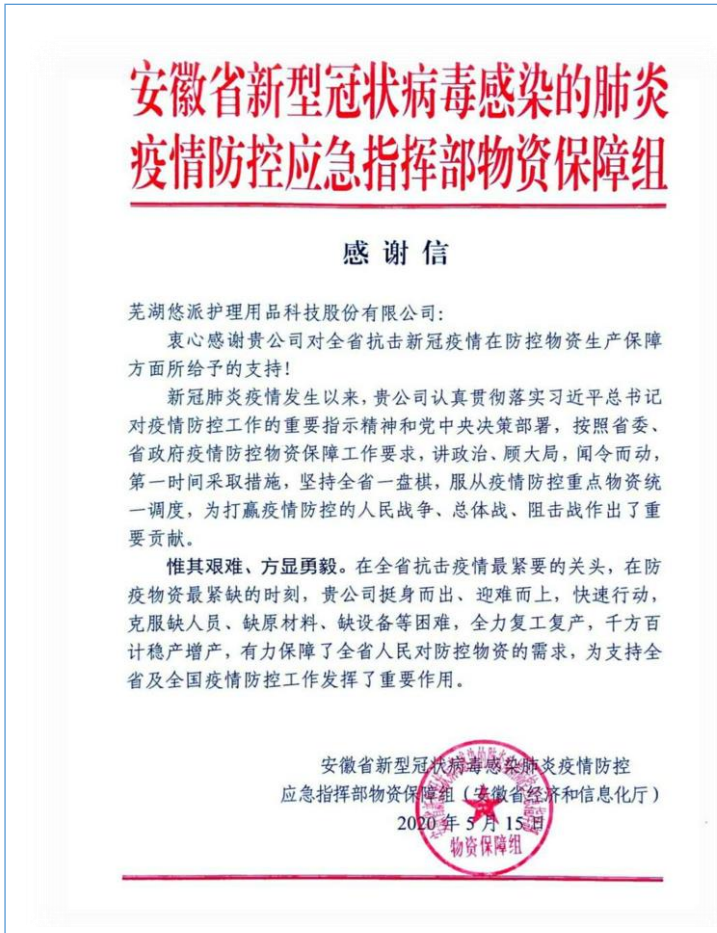 安徽省新型冠状病毒感染的肺炎
疫情防控应急指挥部物资保障组
感谢信
芜湖悠派护理用品科技股份有限公司：
衷心感谢贵公司对全省抗击新冠疫情在防控物资生产保障
方面所给予的支持！
新冠肺炎疫情发生以来，贵公司认真贯彻落实习近平总书记
对疫情防控工作的重要指示精神和党中央决策部署，按照省委、
省政府疫情防控物资保障工作要求，讲政治、顾大局，闻令而动，
第一时间采取措施，坚持全省一盘棋，服从疫情防控重点物资统
一调度，为打赢疫情防控的人民战争、总体战、阻击战作出了重
要贡献。
惟其艰难、方显勇毅。在全省抗击疫情最紧要的关头，在防
疫物资最紧缺的时刻，贵公司挺身而出、迎难而上，快速行动，
克服缺人员、缺原材料、缺设备等困难，全力复工复产，千方百
计稳产增产，有力保障了全省人民对防控物资的需求，为支持全
省及全国疫情防控工作发挥了重要作用。
安徽省新型冠状病毒感染肺炎疫情防控
应急指挥部物资保障组（安徽省经济和信息化厅）
2020年5月15日
物资保障组